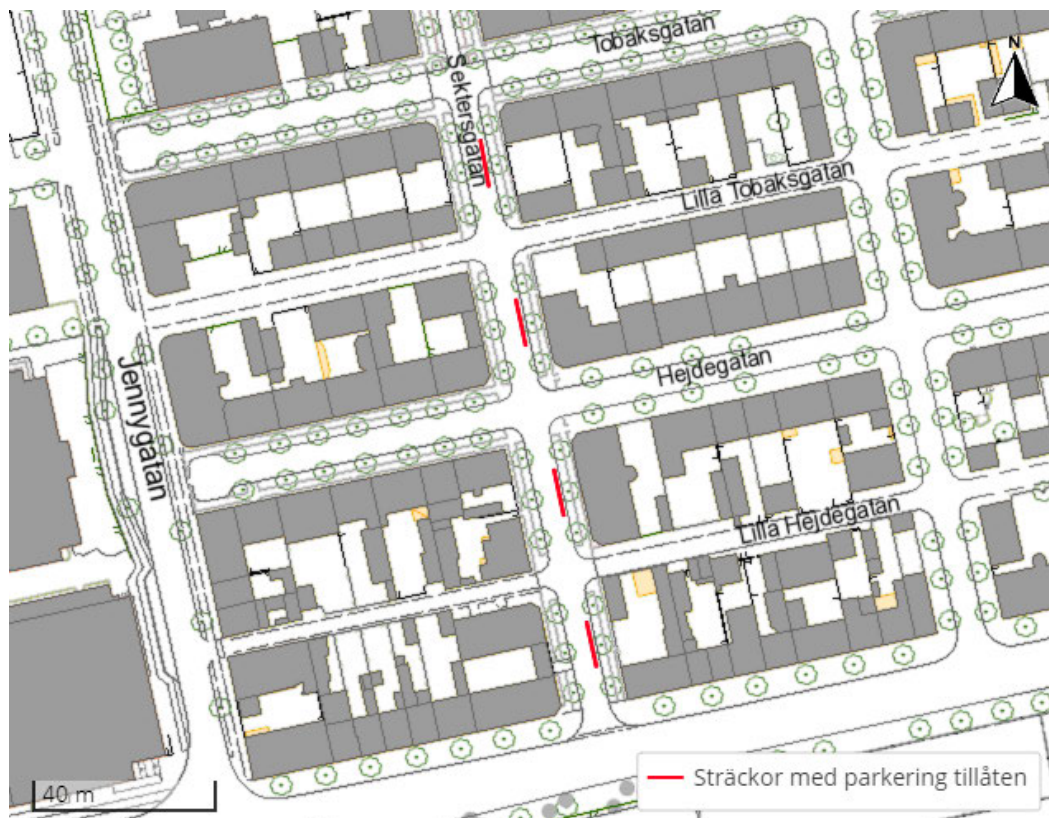 Tobaksgatan
N
Sektersgatan
Lilla Tobaksgatan
Jennygatan
Hejdegatan
Lilla Hejdegatan
Sträckor med parkering tillåten
40 m